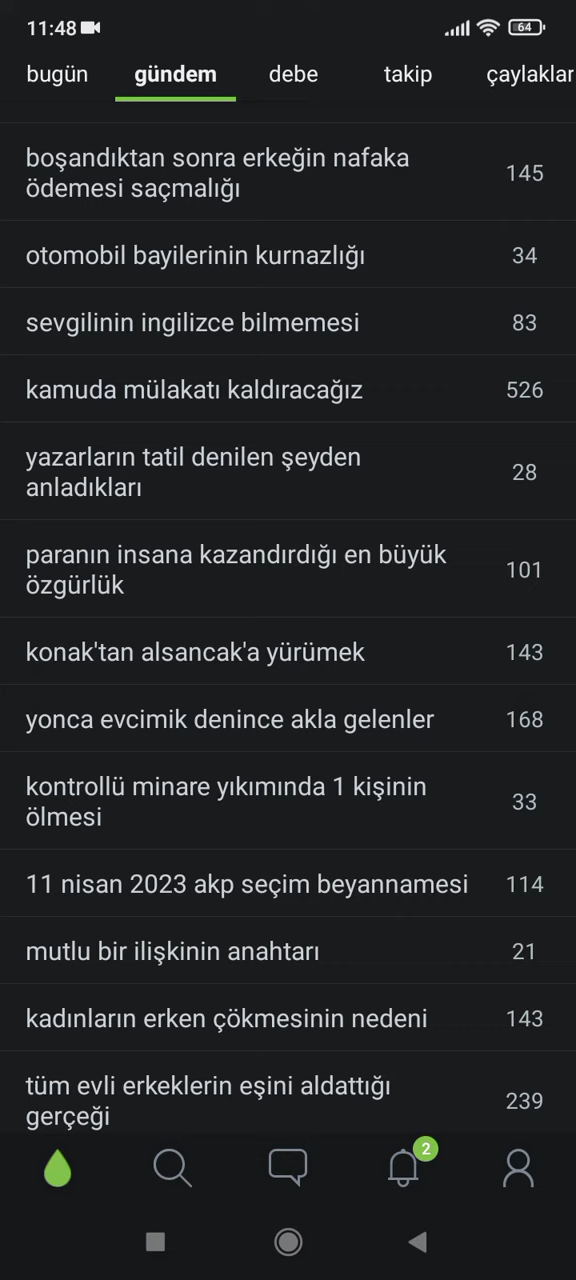 11:48
64
bugün gündem debe takip çaylaklar
boşandıktan sonra erkeğin nafaka
ödemesi saçmalığı
145
otomobil bayilerinin kurnazlığı 34
sevgilinin ingilizce bilmemesi 83
kamuda mülakatı kaldıracağız 526
yazarların tatil denilen şeyden
anladıkları
28
paranın insana kazandırdığı en büyük
özgürlük
101
konak'tan alsancak'a yürümek 143
yonca evcimik denince akla gelenler 168
kontrollü minare yıkımında 1 kişinin
ölmesi
33
11 nisan 2023 akp seçim beyannamesi 114
mutlu bir ilişkinin anahtarı 21
kadınların erken çökmesinin nedeni 143
tüm evli erkeklerin eşini aldattığı
gerçeği
239
2